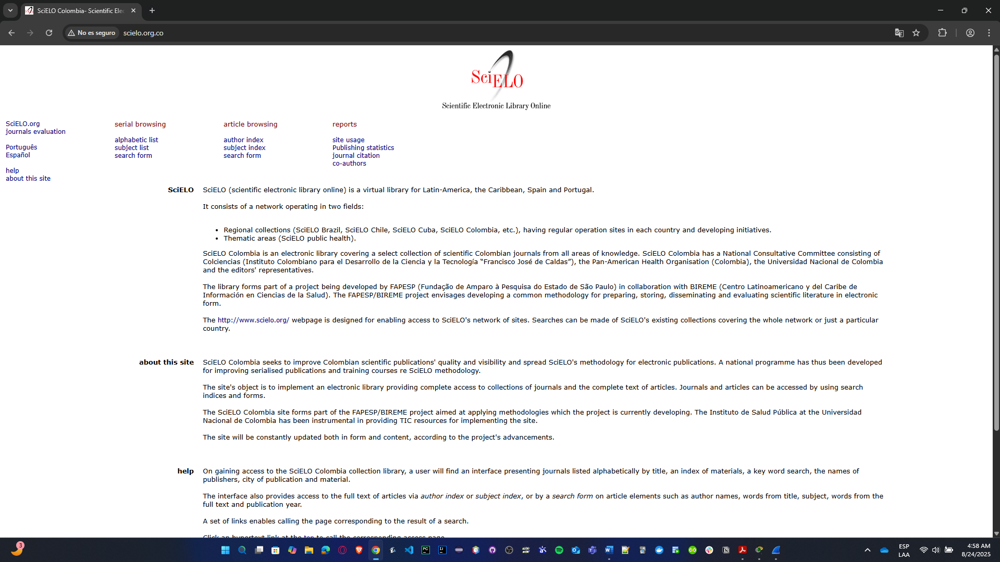 SciELO Colombia- Scientific Elec
No es seguro
scielo.org.co
SciELO
Scientific Electronic Library Online
SciELO.org
journals evaluation
Português
Español
help
about this site
serial browsing
alphabetic list
subject list
search form
article browsing
author index
subject index
search form
reports
site usage
Publishing statistics
journal citation
co-authors
SciELO
SciELO (scientific electronic library online) is a virtual library for Latin-America, the Caribbean, Spain and Portugal.
It consists of a network operating in two fields:
• Regional collections (SciELO Brazil, SciELO Chile, SciELO Cuba, SciELO Colombia, etc.), having regular operation sites in each country and developing initiatives.
• Thematic areas (SciELO public health).
SciELO Colombia is an electronic library covering a select collection of scientific Colombian journals from all areas of knowledge. SciELO Colombia has a National Consultative Committee consisting of
Colciencias (Instituto Colombiano para el Desarrollo de la Ciencia y la Tecnología “Francisco José de Caldas”), the Pan-American Health Organisation (Colombia), the Universidad Nacional de Colombia
and the editors' representatives.
The library forms part of a project being developed by FAPESP (Fundação de Amparo à Pesquisa do Estado de São Paulo) in collaboration with BIREME (Centro Latinoamericano y del Caribe de
Información en Ciencias de la Salud). The FAPESP/BIREME project envisages developing a common methodology for preparing, storing, disseminating and evaluating scientific literature in electronic
form.
The http://www.scielo.org/ webpage is designed for enabling access to SciELO's network of sites. Searches can be made of SciELO's existing collections covering the whole network or just a particular
country.
about this site
SciELO Colombia seeks to improve Colombian scientific publications' quality and visibility and spread SciELO's methodology for electronic publications. A national programme has thus been developed
for improving serialised publications and training courses re SciELO methodology.
The site's object is to implement an electronic library providing complete access to collections of journals and the complete text of articles. Journals and articles can be accessed by using search
indices and forms.
The SciELO Colombia site forms part of the FAPESP/BIREME project aimed at applying methodologies which the project is currently developing. The Instituto de Salud Pública at the Universidad
Nacional de Colombia has been instrumental in providing TIC resources for implementing the site.
The site will be constantly updated both in form and content, according to the project's advancements.
help
On gaining access to the SciELO Colombia collection library, a user will find an interface presenting journals listed alphabetically by title, an index of materials, a key word search, the names of
publishers, city of publication and material.
The interface also provides access to the full text of articles via author index or subject index, or by a search form on article elements such as author names, words from title, subject, words from the
full text and publication year.
A set of links enables calling the page corresponding to the result of a search.
Click an hypertext link at the top to call the corresponding access page.
3
ESP
LAA
4:58 AM
8/24/2025